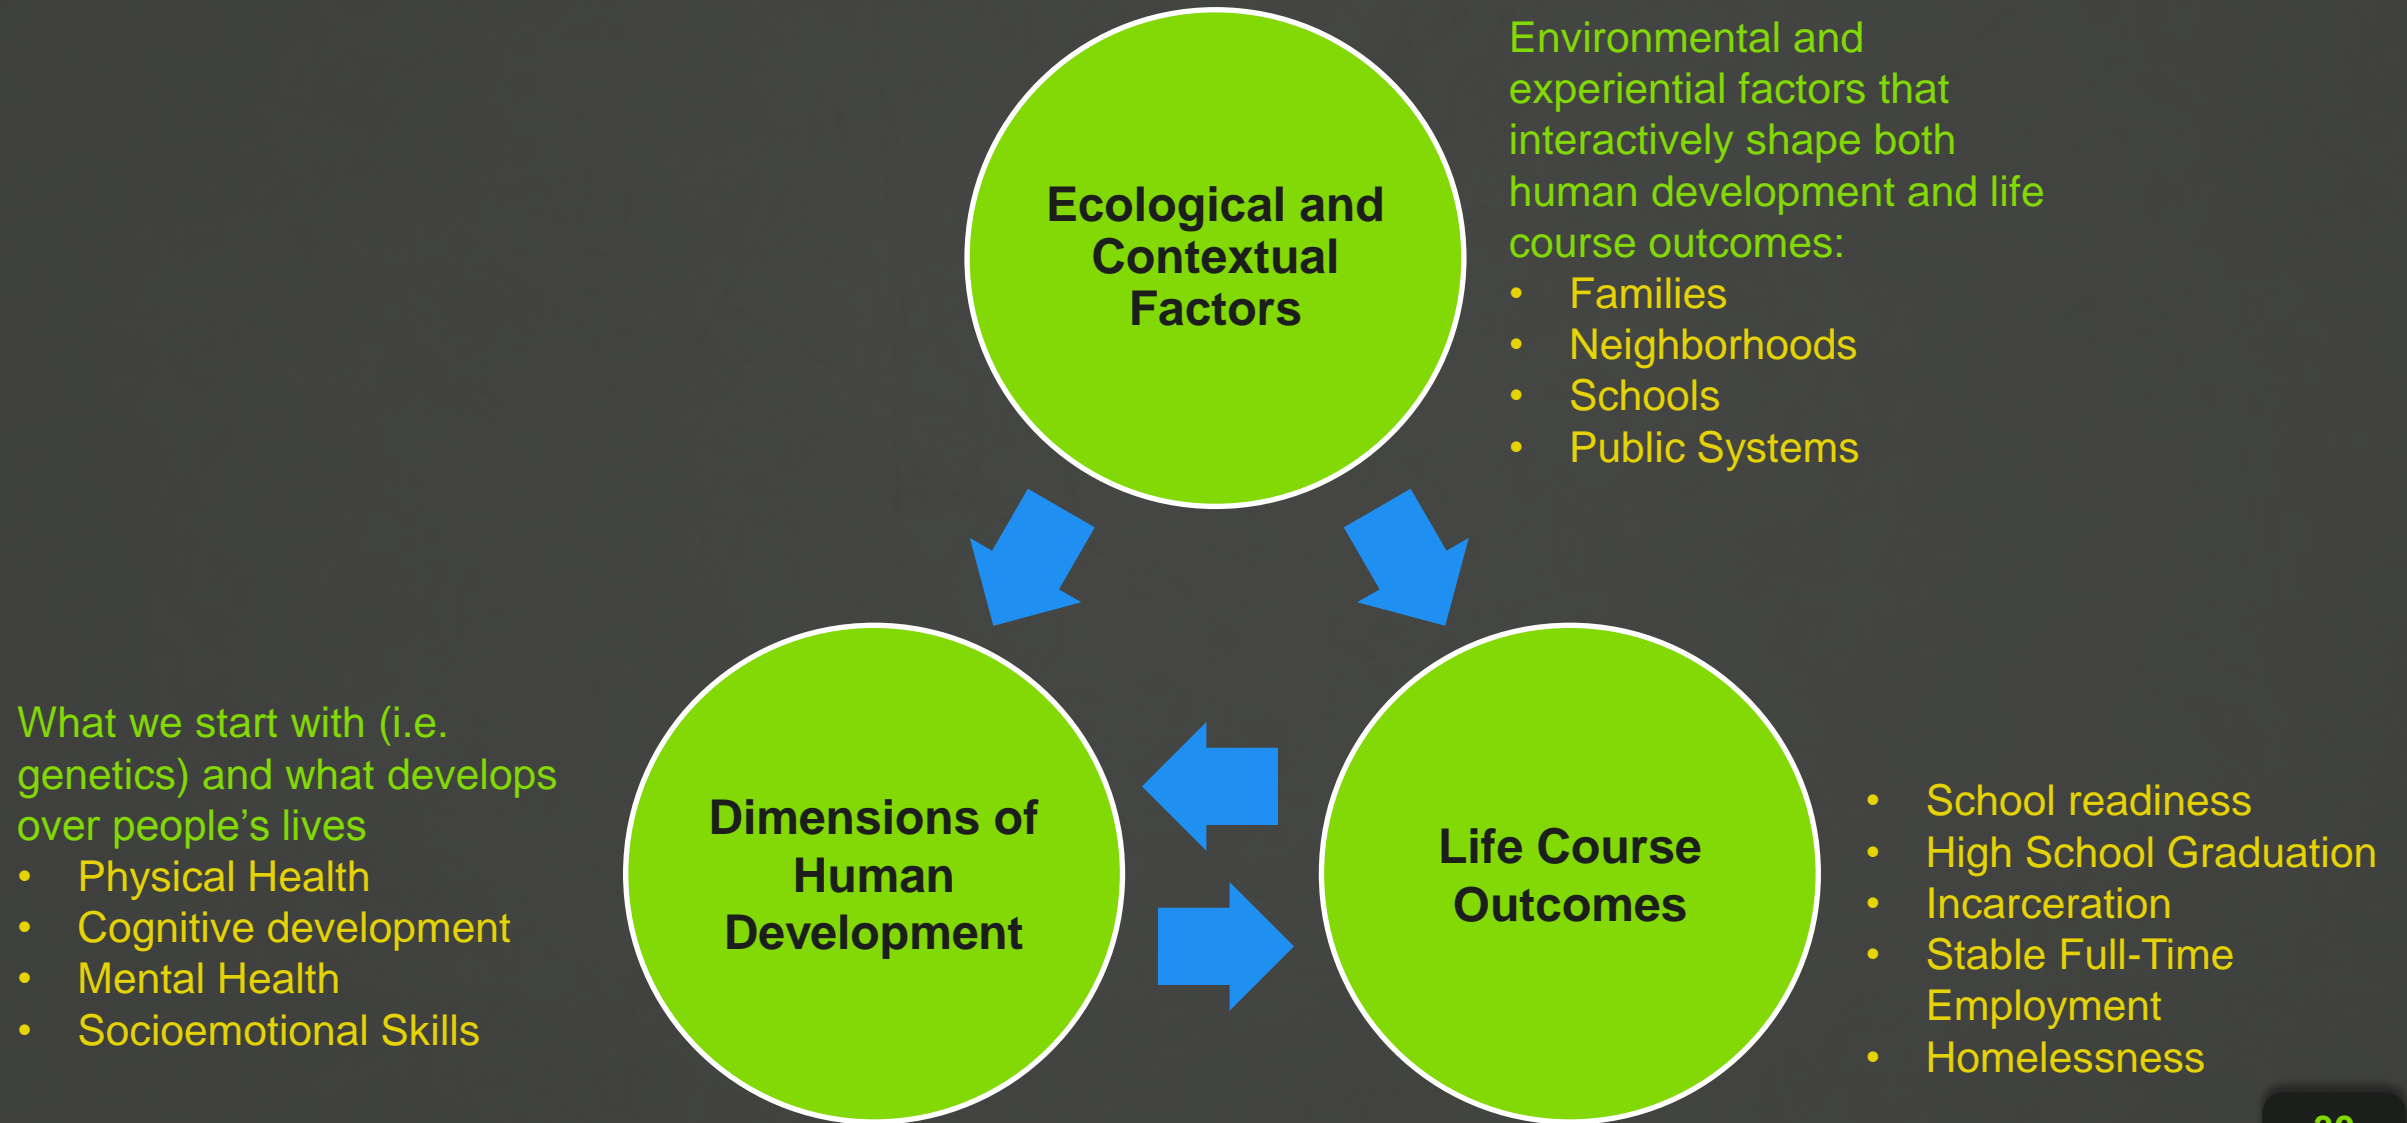 Ecological and
Contextual
Factors
Environmental and
experiential factors that
interactively shape both
human development and life
course outcomes:
• Families
• Neighborhoods
• Schools
• Public Systems
What we start with (i.e.
genetics) and what develops
over people’s lives
• Physical Health
• Cognitive development
• Mental Health
• Socioemotional Skills
Dimensions of
Human
Development
Life Course
Outcomes
• School readiness
• High School Graduation
• Incarceration
• Stable Full-Time
Employment
• Homelessness